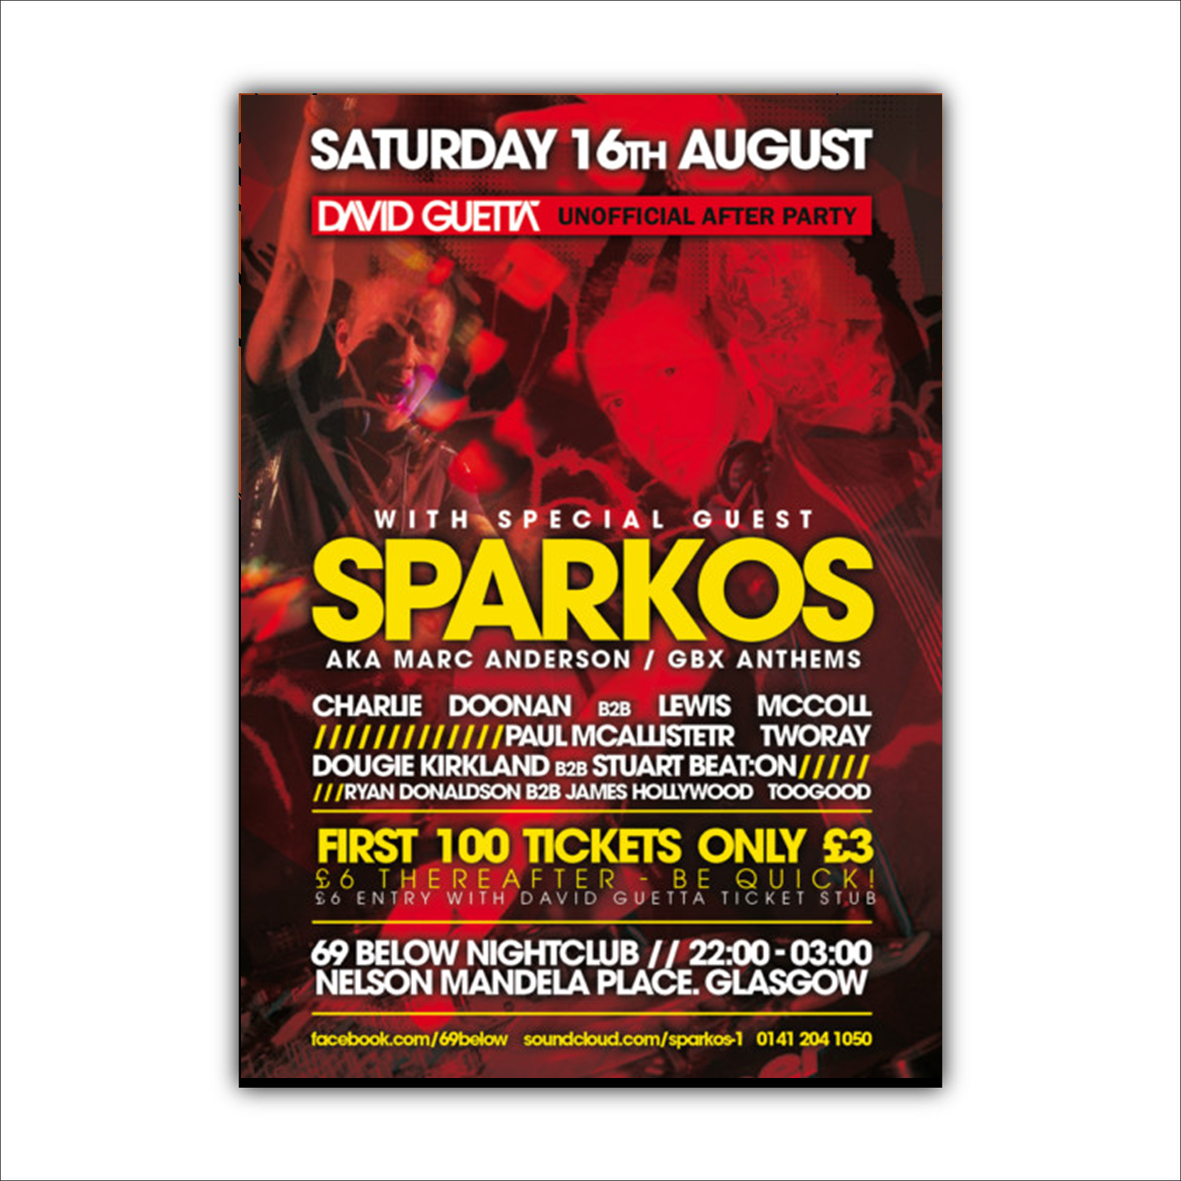 SATURDAY 16TH AUGUST
DAVID GUETTA UNOFFICIAL AFTER PARTY
WITH SPECIAL GUEST
SPARKOS
AKA MARC ANDERSON / GBX ANTHEMS
CHARLIE DOONAN B2B LEWIS MCCOLL
/////////////PAUL MCALLISTETR TWORAY
DOUGIE KIRKLAND B2B STUART BEAT:ON/////
///RYAN DONALDSON B2B JAMES HOLLYWOOD TOOGOOD
FIRST 100 TICKETS ONLY £3
£6 THEREAFTER - BE QUICK!
£6 ENTRY WITH DAVID GUETTA TICKET STUB
69 BELOW NIGHTCLUB // 22:00 - 03:00
NELSON MANDELA PLACE. GLASGOW
facebook.com/69below soundcloud.com/sparkos-1 0141 204 1050